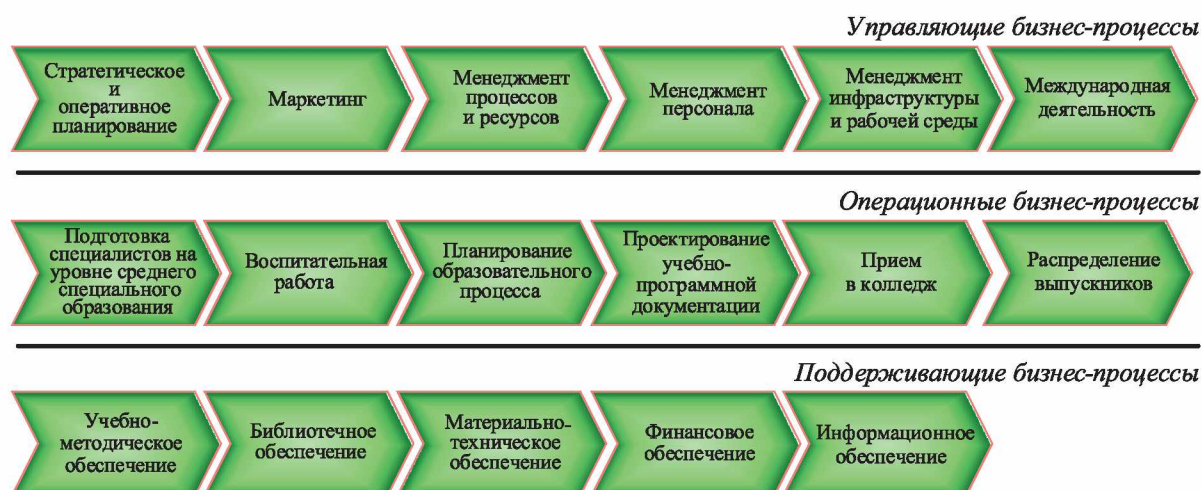 Управляющие бизнес-процессы
Стратегическое
и
оперативное
планирование
Маркетинг
Менеджмент
процессов
и ресурсов
Менеджмент
персонала
Менеджмент
инфраструктуры
и рабочей среды
Международная
деятельность
Операционные бизнес-процессы
Подготовка
специалистов на
уровне среднего
специального
образования
Воспитательная
работа
Планирование
образовательного
процесса
Проектирование
учебно-
программной
документации
Прием
в колледж
Распределение
выпускников
Поддерживающие бизнес-процессы
Учебно-
методическое
обеспечение
Библиотечное
обеспечение
Материально-
техническое
обеспечение
Финансовое
обеспечение
Информационное
обеспечение